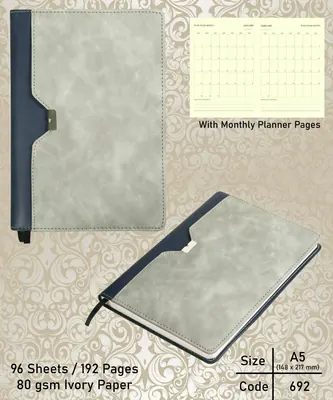 With Monthly Planner Pages
96 Sheets / 192 Pages
80 gsm Ivory Paper
Size
A5
(148 x 217 mm)
Code
692